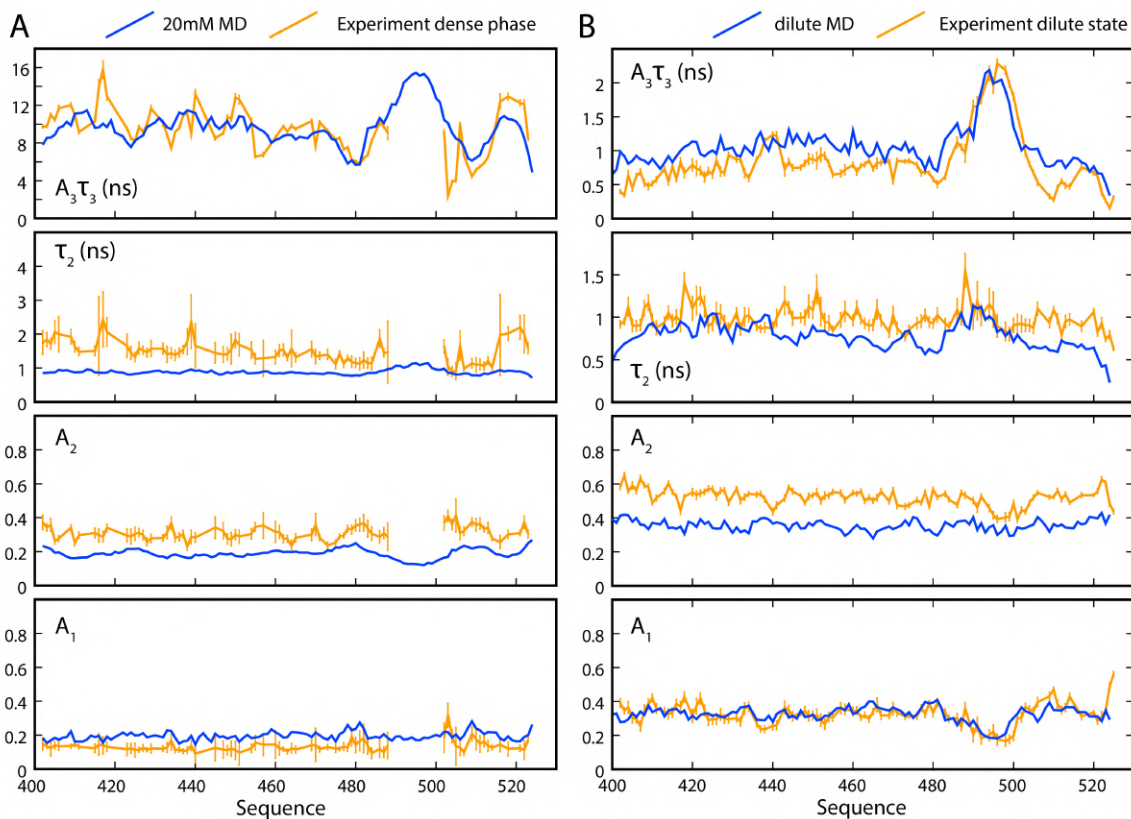 A
20mM MD
Experiment dense phase
B
dilute MD
Experiment dilute state
16
12
8
4
0
A3τ3 (ns)
2
1.5
1
0.5
0
A3τ3 (ns)
4
3
2
1
0
τ2 (ns)
1.5
1
0.5
0
τ2 (ns)
0.8
0.6
0.4
0.2
0
A2
0.8
0.6
0.4
0.2
0
A2
0.8
0.6
0.4
0.2
0
A1
0.8
0.6
0.4
0.2
0
A1
400 420 440 460 480 500 520
Sequence
400 420 440 460 480 500 520
Sequence